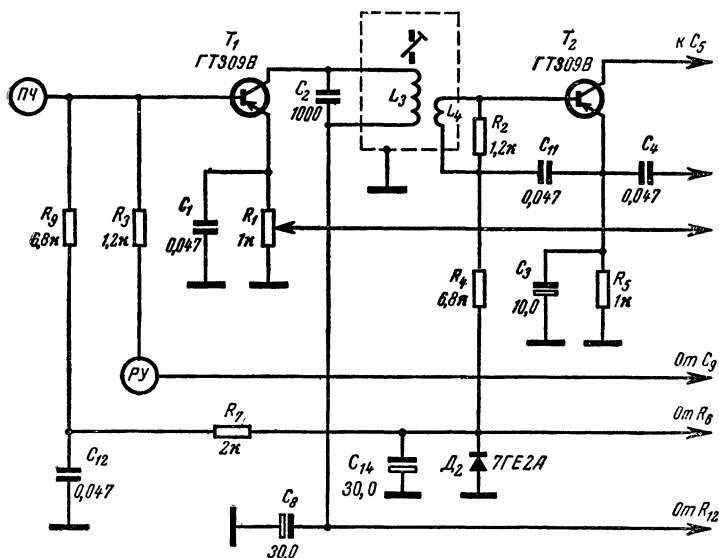 ПЧ
T₁
ГТ309В
C₂
1000
L₃
L₄
T₂
ГТ309В
к C₅
R₂
1,2к
C₁₁
0,047
C₄
0,047
R₉
6,8к
R₃
1,2к
C₁
0,047
R₁
1к
R₄
6,8к
C₃
10,0
R₅
1к
РУ
От C₉
R₇
2к
От R₆
C₁₂
0,047
C₁₄
30,0
Д₂ 7ГЕ2А
C₈
30.0
От R₁₂